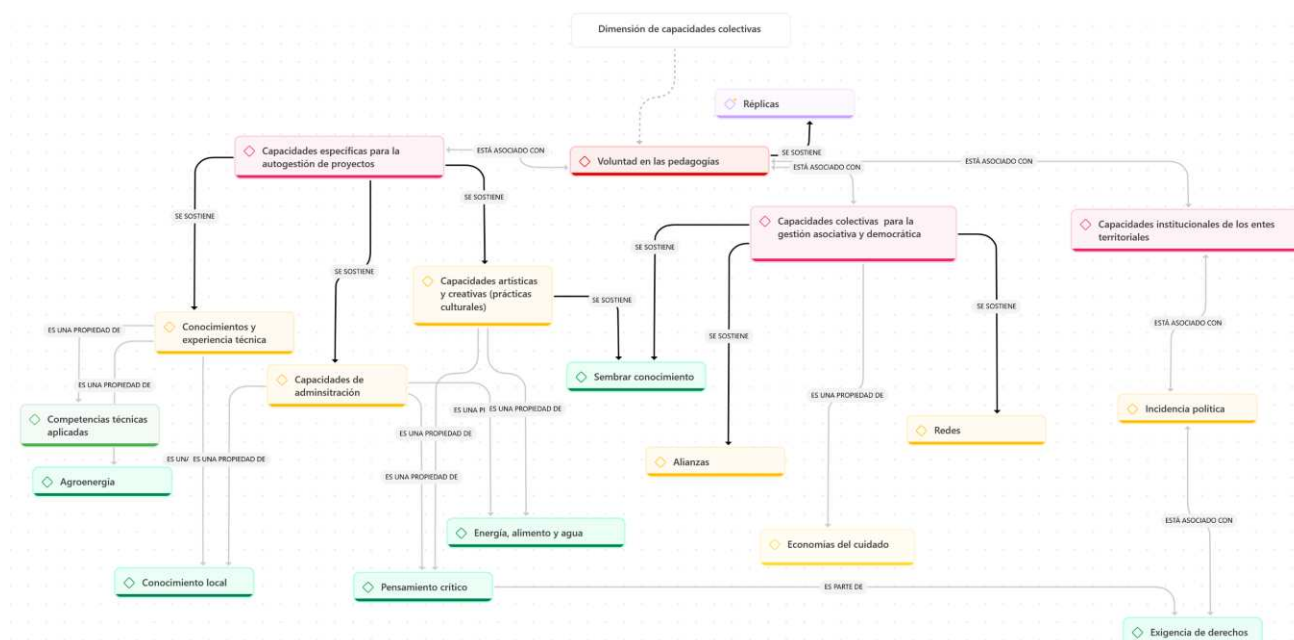 Dimensión de capacidades colectivas
Réplicas
Capacidades específicas para la
autogestión de proyectos
ESTÁ ASOCIADO CON
Voluntad en las pedagogías
SE SOSTIENE
ESTÁ ASOCIADO CON
ESTÁ ASOCIADO CON
SE SOSTIENE
SE SOSTIENE
Capacidades colectivas para la
gestión asociativa y democrática
Capacidades institucionales de los entes
territoriales
SE SOSTIENE
Capacidades artísticas
y creativas (prácticas
culturales)
SE SOSTIENE
SE SOSTIENE
SE SOSTIENE
ESTÁ ASOCIADO CON
ES UNA PROPIEDAD DE
Conocimientos y
experiencia técnica
SE SOSTIENE
Sembrar conocimiento
Capacidades de
adminsitración
ES UNA PROPIEDAD DE
ES UNA PROPIEDAD DE
Competencias técnicas
aplicadas
ES UNA P
ES UNA PROPIEDAD DE
Incidencia política
ES UNA PROPIEDAD DE
Redes
ES UNA
ES UNA PROPIEDAD DE
Alianzas
Agroenergía
ES UNA PROPIEDAD DE
ESTÁ ASOCIADO CON
Energía, alimento y agua
Economías del cuidado
Conocimiento local
Pensamiento crítico
ES PARTE DE
Exigencia de derechos